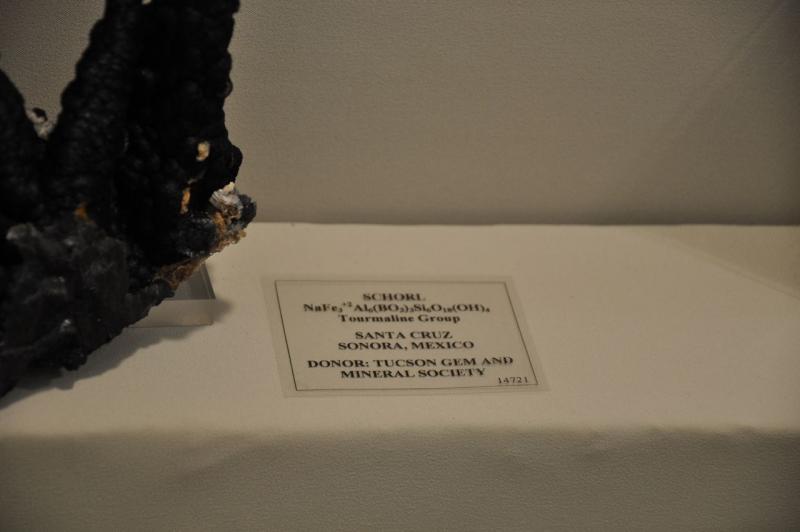 SCHORL
NaFe₃⁺²Al₆(BO₃)₃Si₆O₁₈(OH)₄
Tourmaline Group
SANTA CRUZ
SONORA, MEXICO
DONOR: TUCSON GEM AND
MINERAL SOCIETY
14721